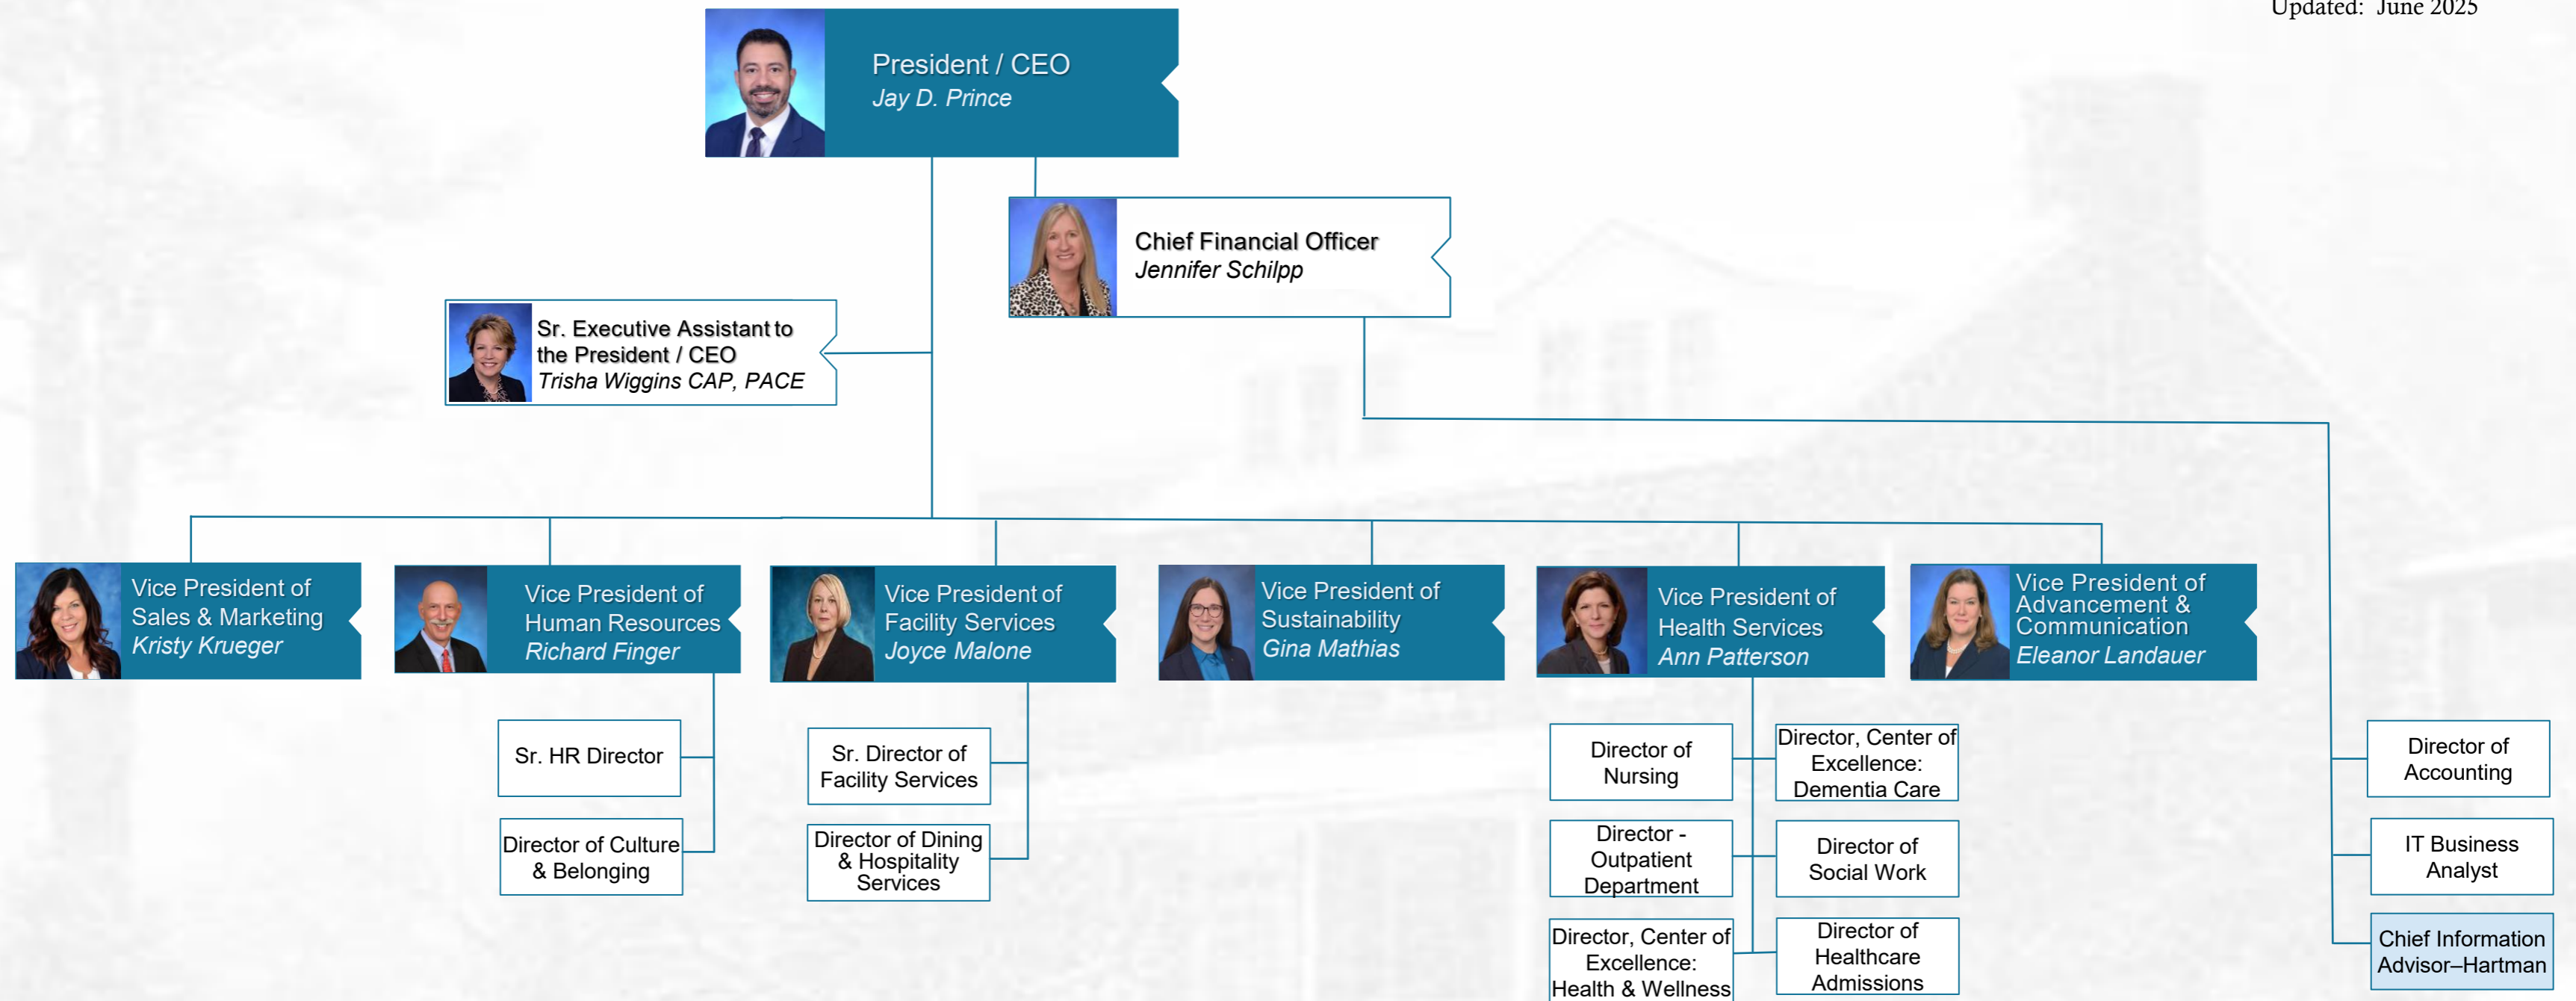 Updated: June 2025
President / CEO
Jay D. Prince
Chief Financial Officer
Jennifer Schilpp
Sr. Executive Assistant to
the President / CEO
Trisha Wiggins CAP, PACE
Vice President of
Sales & Marketing
Kristy Krueger
Vice President of
Human Resources
Richard Finger
Vice President of
Facility Services
Joyce Malone
Vice President of
Sustainability
Gina Mathias
Vice President of
Health Services
Ann Patterson
Vice President of
Advancement &
Communication
Eleanor Landauer
Sr. HR Director
Director of Culture
& Belonging
Sr. Director of
Facility Services
Director of Dining
& Hospitality
Services
Director of
Nursing
Director, Center of
Excellence:
Dementia Care
Director -
Outpatient
Department
Director of
Social Work
Director, Center of
Excellence:
Health & Wellness
Director of
Healthcare
Admissions
Director of
Accounting
IT Business
Analyst
Chief Information
Advisor–Hartman